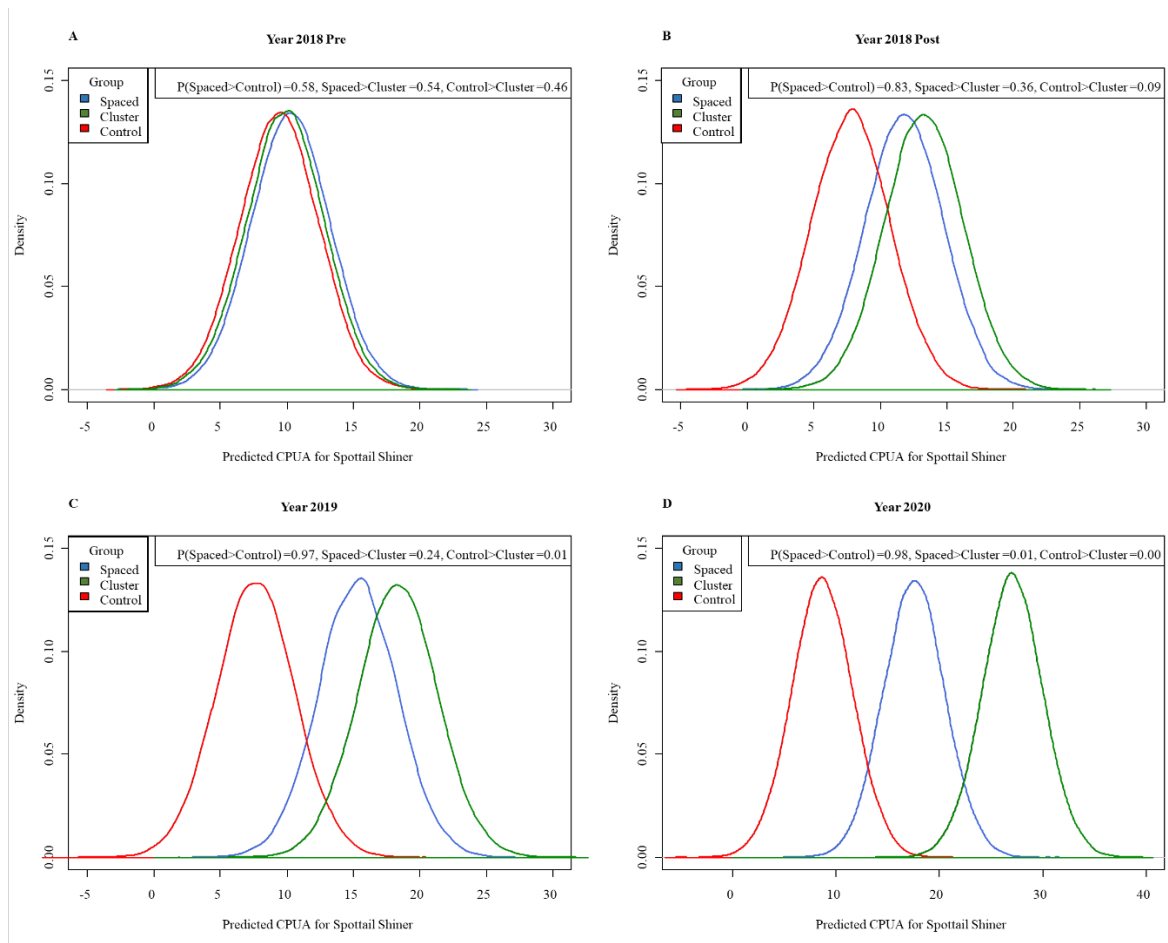 A
Year 2018 Pre
Group
Spaced
Cluster
Control
P(Spaced>Control) =0.58, Spaced>Cluster =0.54, Control>Cluster =0.46
0.15
0.10
0.05
0.00
Density
-5 0 5 10 15 20 25 30
Predicted CPUA for Spottail Shiner
B
Year 2018 Post
Group
Spaced
Cluster
Control
P(Spaced>Control) =0.83, Spaced>Cluster =0.36, Control>Cluster =0.09
0.15
0.10
0.05
0.00
Density
-5 0 5 10 15 20 25 30
Predicted CPUA for Spottail Shiner
C
Year 2019
Group
Spaced
Cluster
Control
P(Spaced>Control) =0.97, Spaced>Cluster =0.24, Control>Cluster =0.01
0.15
0.10
0.05
0.00
Density
-5 0 5 10 15 20 25 30
Predicted CPUA for Spottail Shiner
D
Year 2020
Group
Spaced
Cluster
Control
P(Spaced>Control) =0.98, Spaced>Cluster =0.01, Control>Cluster =0.00
0.15
0.10
0.05
0.00
Density
0 10 20 30 40
Predicted CPUA for Spottail Shiner